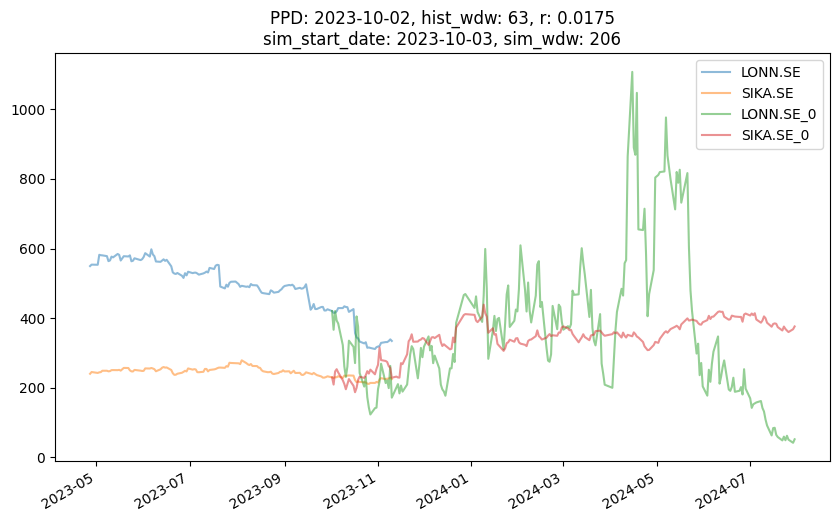 PPD: 2023-10-02, hist_wdw: 63, r: 0.0175
sim_start_date: 2023-10-03, sim_wdw: 206
LONN.SE
SIKA.SE
LONN.SE_0
SIKA.SE_0
1000
800
600
400
200
0
2023-05
2023-07
2023-09
2023-11
2024-01
2024-03
2024-05
2024-07